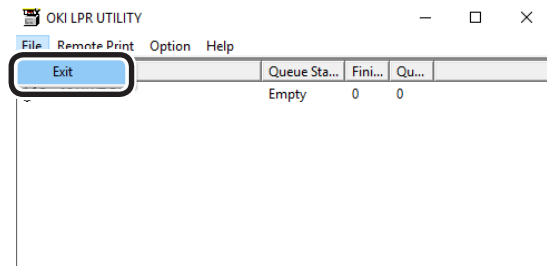 OKI LPR UTILITY
File Remote Print Option Help
Exit Queue Sta... Fini... Qu...
Empty 0 0